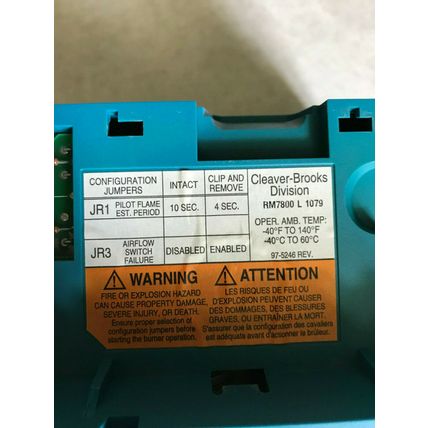 CONFIGURATION JUMPERS | INTACT | CLIP AND REMOVE
JR1 | PILOT FLAME EST. PERIOD | 10 SEC. | 4 SEC.
JR3 | AIRFLOW SWITCH FAILURE | DISABLED | ENABLED
Cleaver-Brooks
Division
RM7800 L 1079
OPER. AMB. TEMP:
-40°F TO 140°F
-40°C TO 60°C
97-5246 REV.
WARNING
FIRE OR EXPLOSION HAZARD
CAN CAUSE PROPERTY DAMAGE,
SEVERE INJURY, OR DEATH.
Ensure proper selection of
configuration jumpers before
starting the burner operation.
ATTENTION
LES RISQUES DE FEU OU
D'EXPLOSION PEUVENT CAUSER
DES DOMMAGES, DES BLESSURES
GRAVES, OU ENTRAÎNER LA MORT.
S'assurer que la configuration des cavaliers
est adéquate avant d'actionner le brûleur.